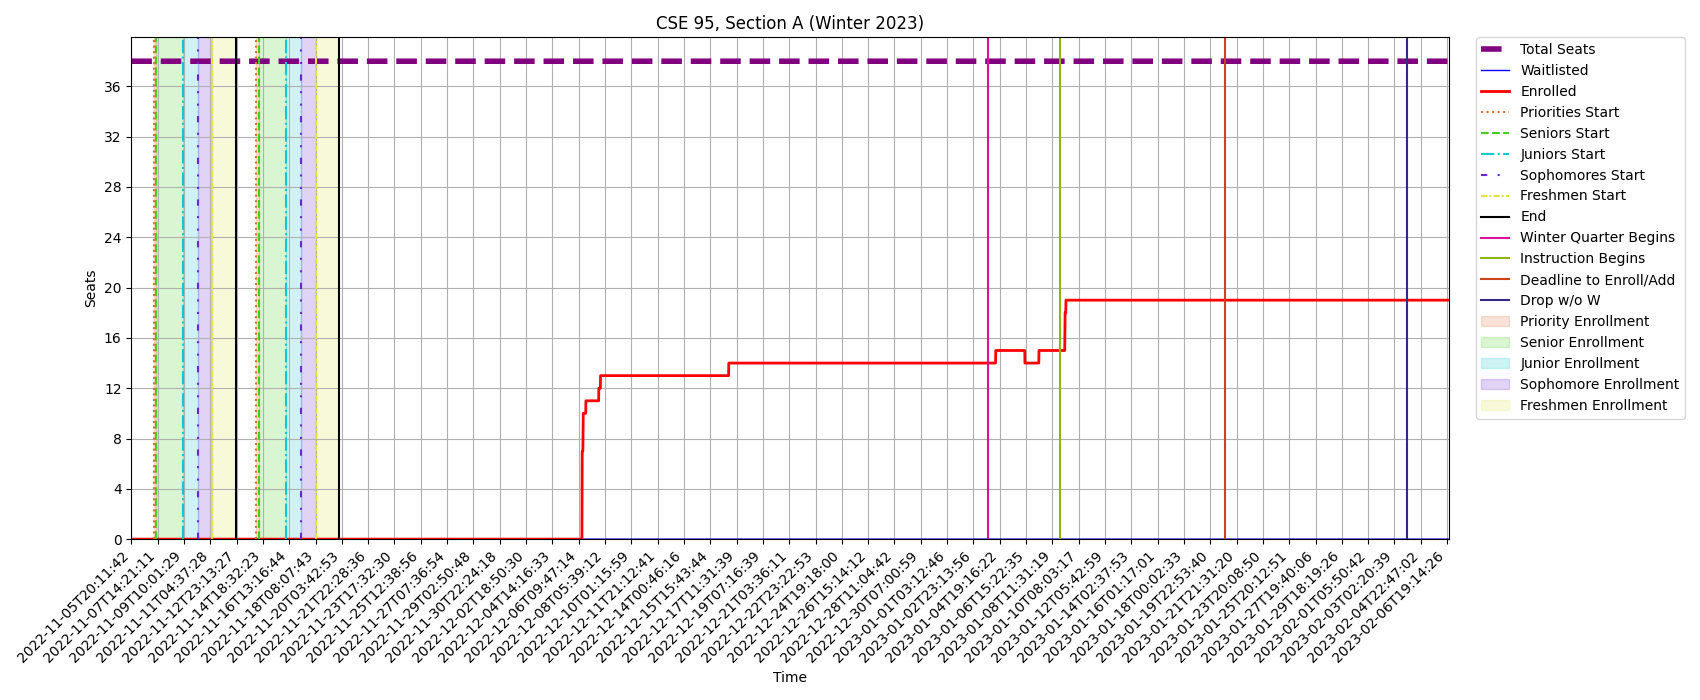 CSE 95, Section A (Winter 2023)
Seats
36
32
28
24
20
16
12
8
4
0
2022-11-05T20:11:42
2022-11-07T14:21:11
2022-11-09T10:01:29
2022-11-11T04:37:28
2022-11-12T23:13:27
2022-11-14T18:32:23
2022-11-16T13:16:44
2022-11-18T08:07:43
2022-11-20T03:42:53
2022-11-21T22:28:36
2022-11-23T17:32:30
2022-11-25T12:38:56
2022-11-27T07:36:54
2022-11-29T02:50:48
2022-11-30T22:24:18
2022-12-02T18:50:30
2022-12-04T14:16:33
2022-12-06T09:47:14
2022-12-08T05:39:12
2022-12-10T01:15:59
2022-12-11T21:12:41
2022-12-14T00:46:16
2022-12-15T15:43:44
2022-12-17T11:31:39
2022-12-19T07:16:39
2022-12-21T03:36:11
2022-12-22T23:22:53
2022-12-24T19:18:00
2022-12-26T15:14:12
2022-12-28T11:04:42
2022-12-30T07:00:59
2023-01-01T03:12:46
2023-01-02T23:13:56
2023-01-04T19:16:22
2023-01-06T15:22:35
2023-01-08T11:31:19
2023-01-10T08:03:17
2023-01-12T05:42:59
2023-01-14T02:37:53
2023-01-16T01:17:01
2023-01-18T00:02:33
2023-01-19T22:53:40
2023-01-21T21:31:20
2023-01-23T20:08:50
2023-01-25T20:12:51
2023-01-27T19:40:06
2023-01-29T18:19:26
2023-02-01T05:50:42
2023-02-03T02:20:39
2023-02-04T22:47:02
2023-02-06T19:14:26
Time
Total Seats
Waitlisted
Enrolled
Priorities Start
Seniors Start
Juniors Start
Sophomores Start
Freshmen Start
End
Winter Quarter Begins
Instruction Begins
Deadline to Enroll/Add
Drop w/o W
Priority Enrollment
Senior Enrollment
Junior Enrollment
Sophomore Enrollment
Freshmen Enrollment